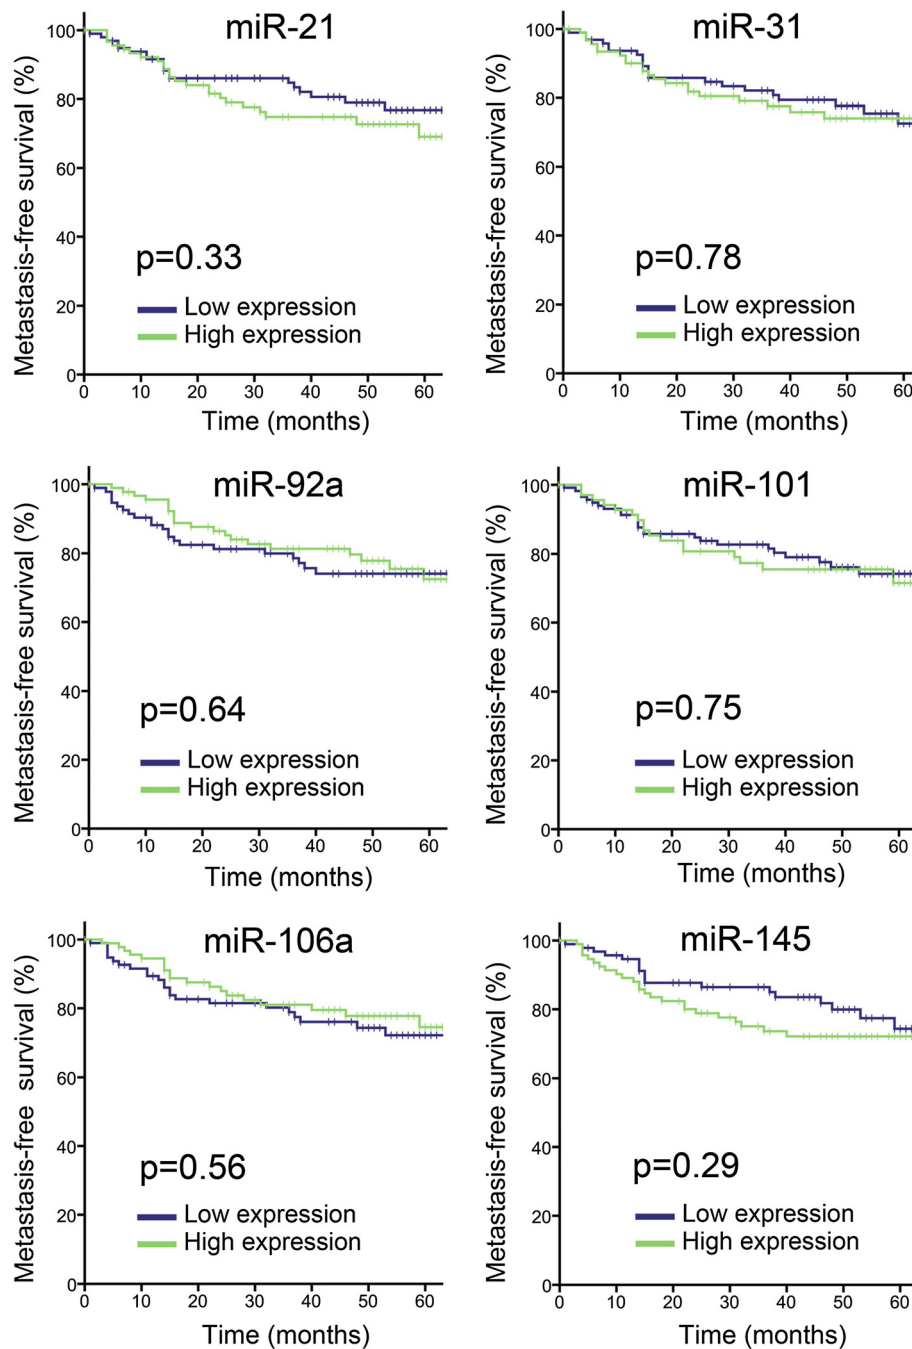 miR-21
Metastasis-free survival (%)
100
80
60
40
20
0
p=0.33
Low expression
High expression
0 10 20 30 40 50 60
Time (months)
miR-31
Metastasis-free survival (%)
100
80
60
40
20
0
p=0.78
Low expression
High expression
0 10 20 30 40 50 60
Time (months)
miR-92a
Metastasis-free survival (%)
100
80
60
40
20
0
p=0.64
Low expression
High expression
0 10 20 30 40 50 60
Time (months)
miR-101
Metastasis-free survival (%)
100
80
60
40
20
0
p=0.75
Low expression
High expression
0 10 20 30 40 50 60
Time (months)
miR-106a
Metastasis-free survival (%)
100
80
60
40
20
0
p=0.56
Low expression
High expression
0 10 20 30 40 50 60
Time (months)
miR-145
Metastasis-free survival (%)
100
80
60
40
20
0
p=0.29
Low expression
High expression
0 10 20 30 40 50 60
Time (months)